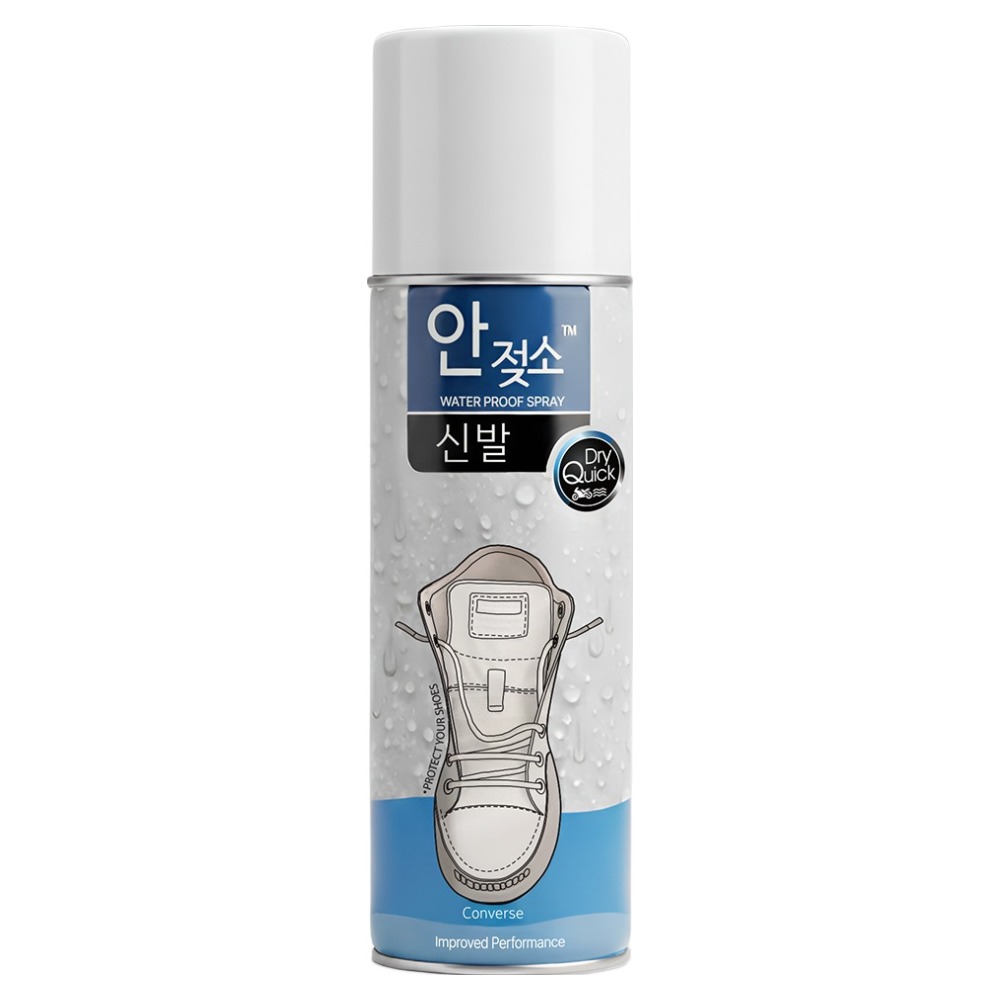 안젖소™
WATER PROOF SPRAY
신발
Dry
Quick
*PROTECT YOUR SHOES
Converse
Improved Performance